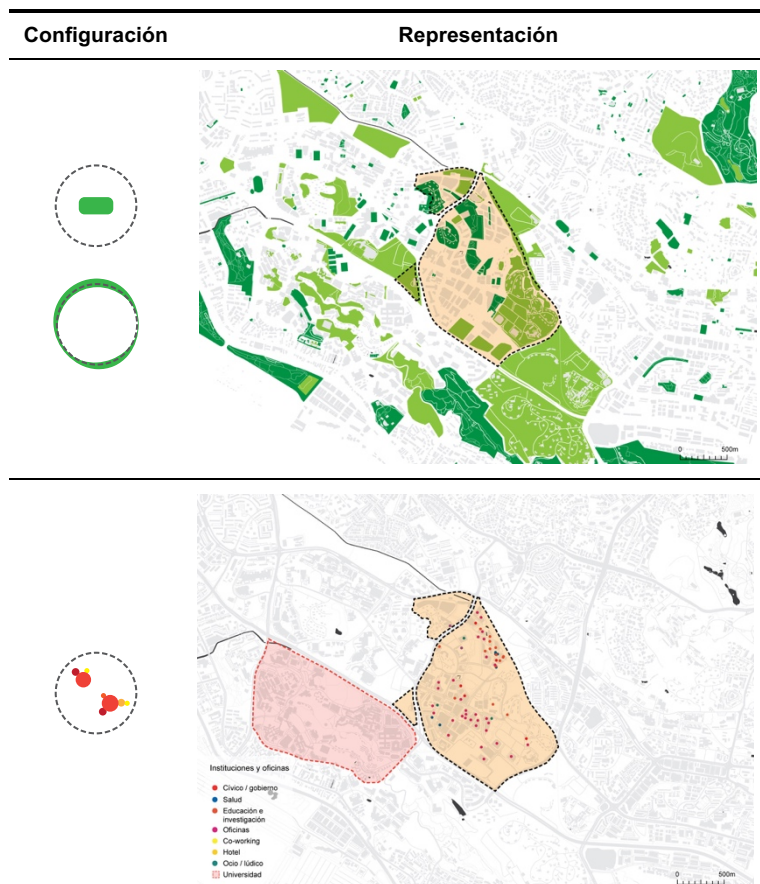 Configuración Representación
0 500m
Instituciones y oficinas
Cívico / gobierno
Salud
Educación e
investigación
Oficinas
Co-working
Hotel
Ocio / lúdico
Universidad
0 500m